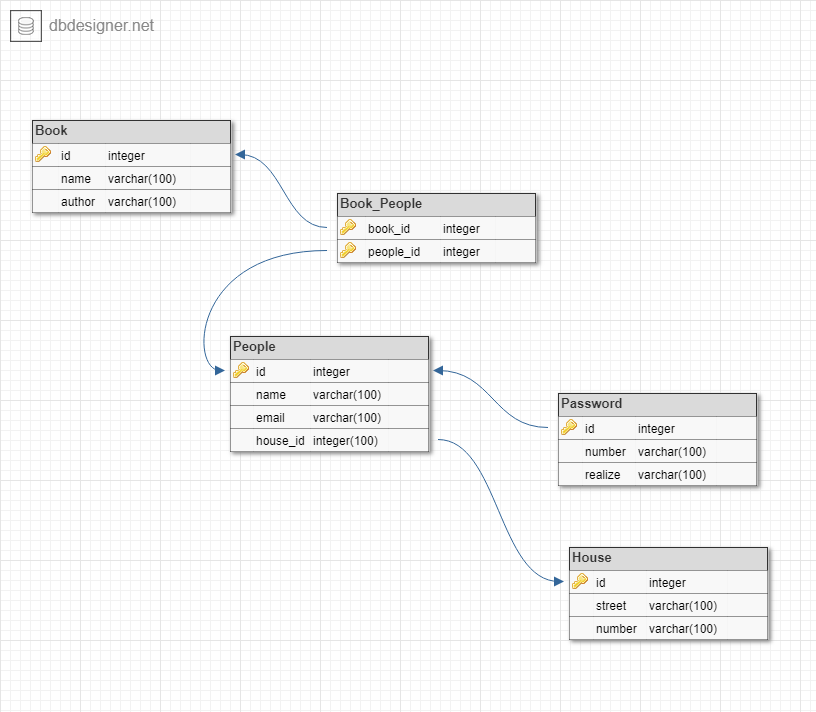 dbdesigner.net
Book
id integer
name varchar(100)
author varchar(100)
Book_People
book_id integer
people_id integer
People
id integer
name varchar(100)
email varchar(100)
house_id integer(100)
Password
id integer
number varchar(100)
realize varchar(100)
House
id integer
street varchar(100)
number varchar(100)